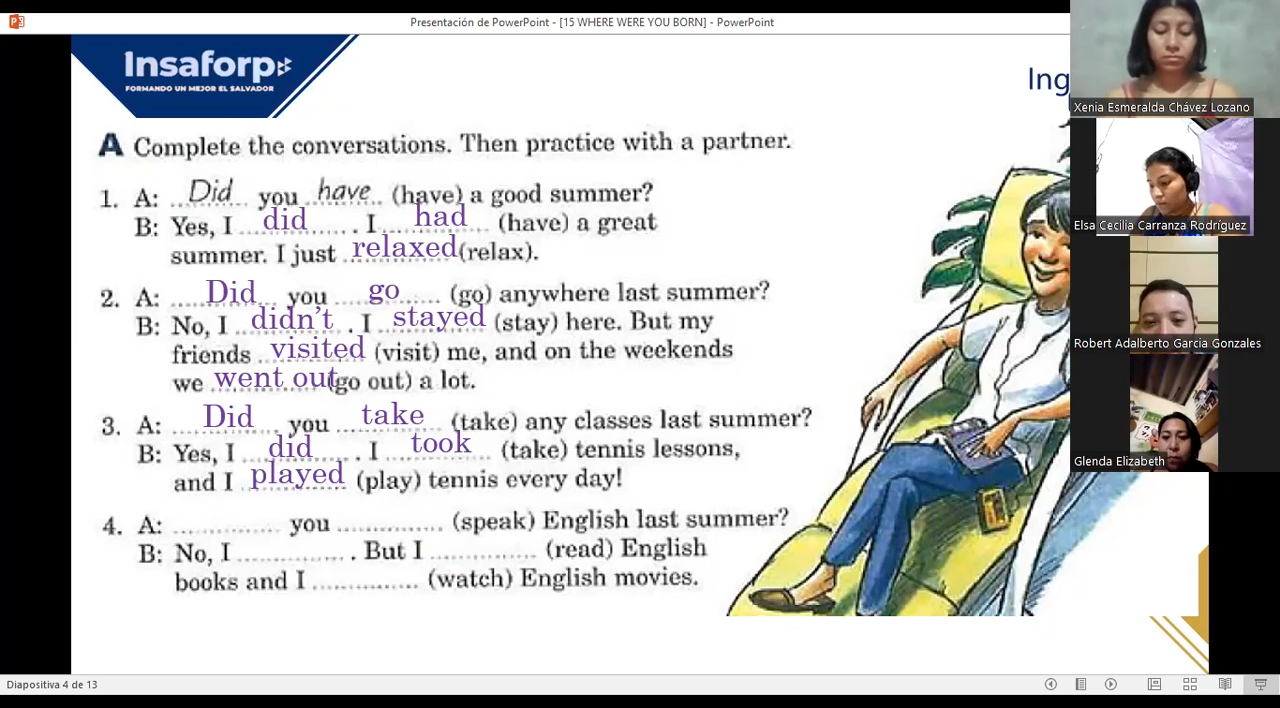 Presentación de PowerPoint - [15 WHERE WERE YOU BORN] - PowerPoint
Insaforp
FORMANDO UN MEJOR EL SALVADOR
Ing
A Complete the conversations. Then practice with a partner.
1. A: Did you have (have) a good summer?
B: Yes, I did . I had (have) a great
summer. I just relaxed (relax).
2. A: Did you go (go) anywhere last summer?
B: No, I didn't . I stayed (stay) here. But my
friends visited (visit) me, and on the weekends
we went out (go out) a lot.
3. A: Did you take (take) any classes last summer?
B: Yes, I did . I took (take) tennis lessons,
and I played (play) tennis every day!
4. A: ............... you ............... (speak) English last summer?
B: No, I ............... . But I ............... (read) English
books and I ............... (watch) English movies.
Xenia Esmeralda Chávez Lozano
Elsa Cecilia Carranza Rodríguez
Robert Adalberto Garcia Gonzales
Glenda Elizabeth
Diapositiva 4 de 13